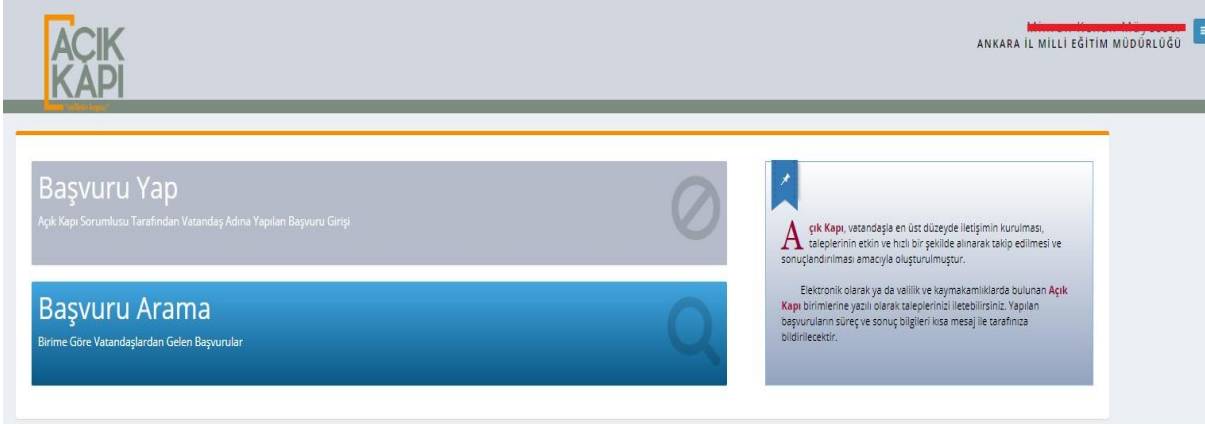 AÇIK
KAPI
ANKARA İL MİLLİ EĞİTİM MÜDÜRLÜĞÜ
Başvuru Yap
Açık Kapı Sorumlusu Tarafından Vatandaş Adına Yapılan Başvuru Girişi
Başvuru Arama
Birime Göre Vatandaşlardan Gelen Başvurular
Açık Kapı, vatandaşla en üst düzeyde iletişimin kurulması,
taleplerinin etkin ve hızlı bir şekilde alınarak takip edilmesi ve
sonuçlandırılması amacıyla oluşturulmuştur.
Elektronik olarak ya da valilik ve kaymakamlıklarda bulunan Açık
Kapı birimlerine yazılı olarak taleplerinizi iletebilirsiniz. Yapılan
başvuruların süreç ve sonuç bilgileri kısa mesaj ile tarafınıza
bildirilecektir.